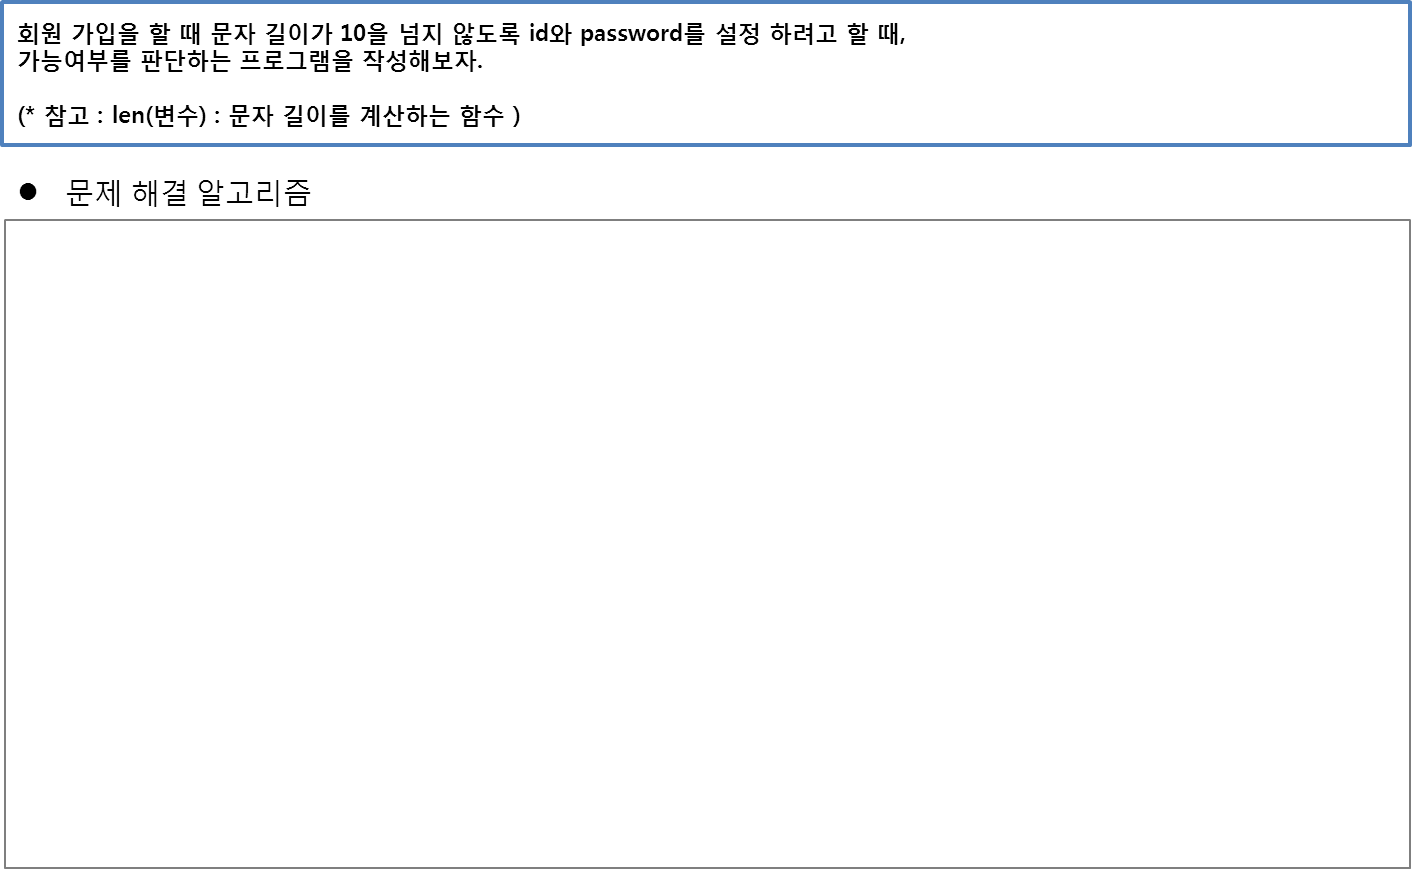 회원 가입을 할 때 문자 길이가 10을 넘지 않도록 id와 password를 설정 하려고 할 때,
가능여부를 판단하는 프로그램을 작성해보자.
(* 참고 : len(변수) : 문자 길이를 계산하는 함수 )
● 문제 해결 알고리즘